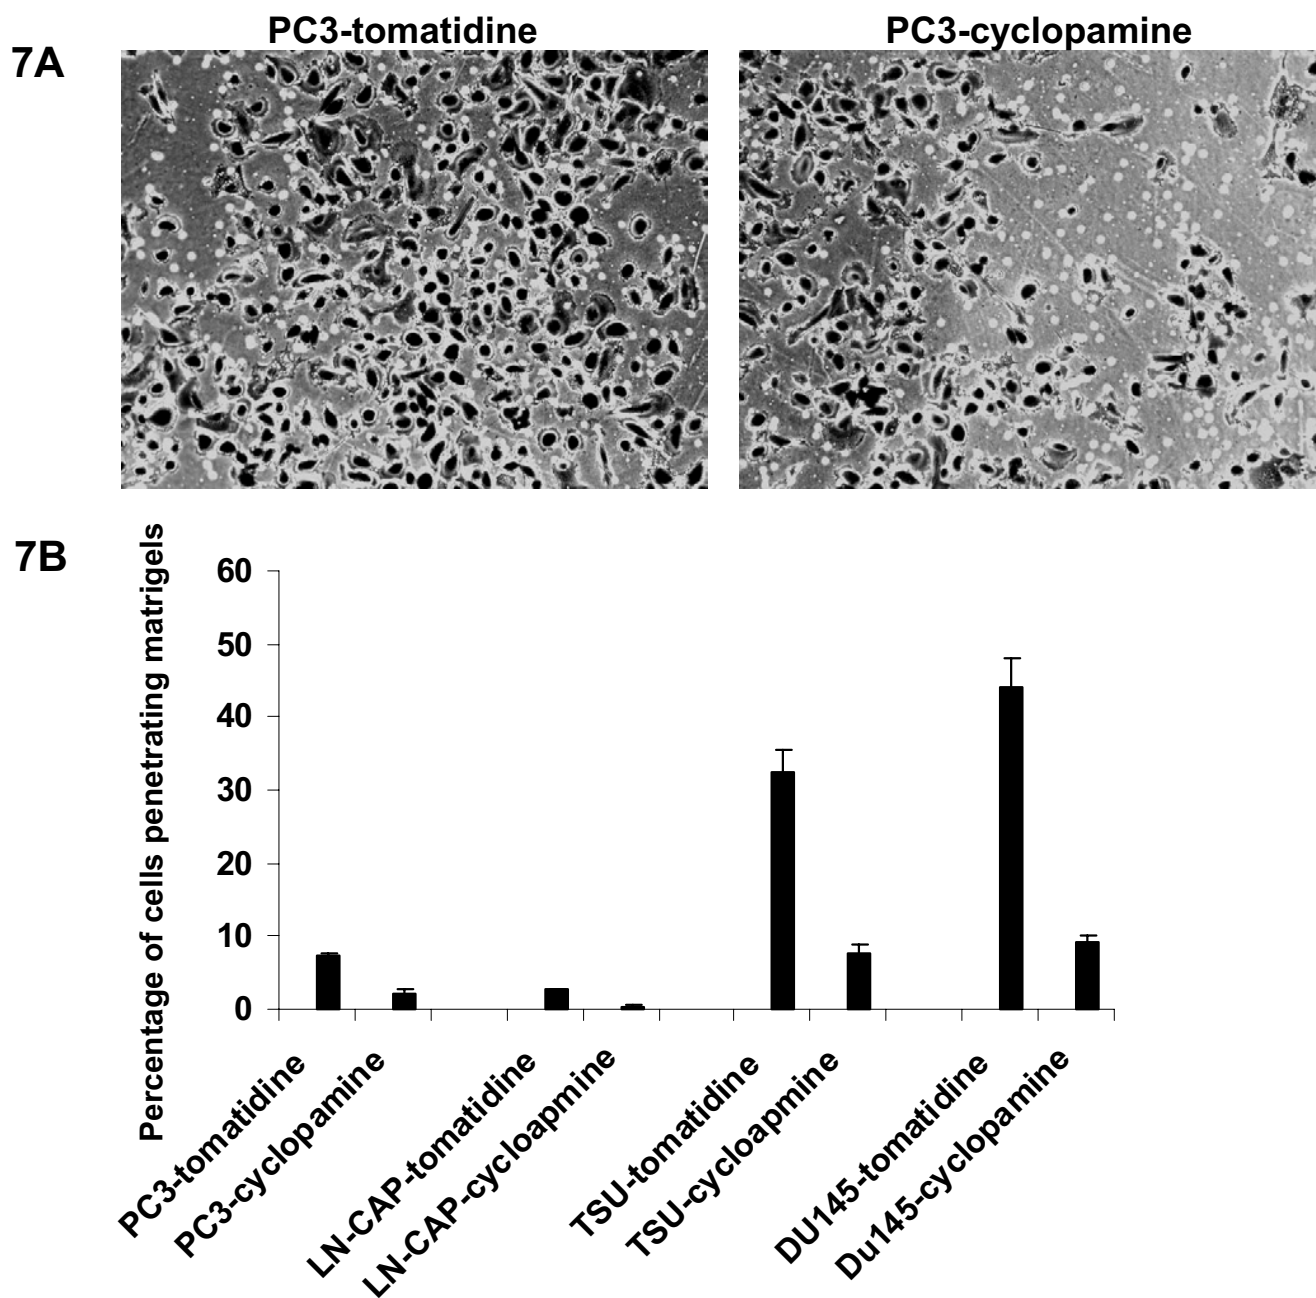 PC3-tomatidine
PC3-cyclopamine
7A
7B
Percentage of cells penetrating matrigels
60
50
40
30
20
10
0
PC3-tomatidine
PC3-cyclopamine
LN-CAP-tomatidine
LN-CAP-cycloapmine
TSU-tomatidine
TSU-cycloapmine
DU145-tomatidine
Du145-cyclopamine